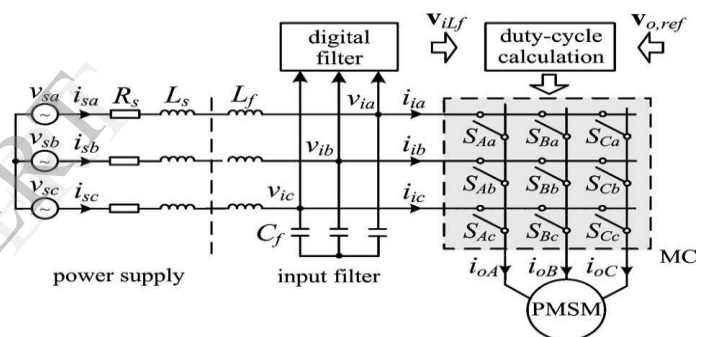 digital
filter
v_iLf
duty-cycle
calculation
v_o,ref
v_sa i_sa R_s L_s L_f v_ia i_ia
v_sb i_sb v_ib i_ib
v_sc i_sc v_ic i_ic
S_Aa S_Ba S_Ca
S_Ab S_Bb S_Cb
S_Ac S_Bc S_Cc
C_f
MC
power supply
input filter
i_oA i_oB i_oC
PMSM